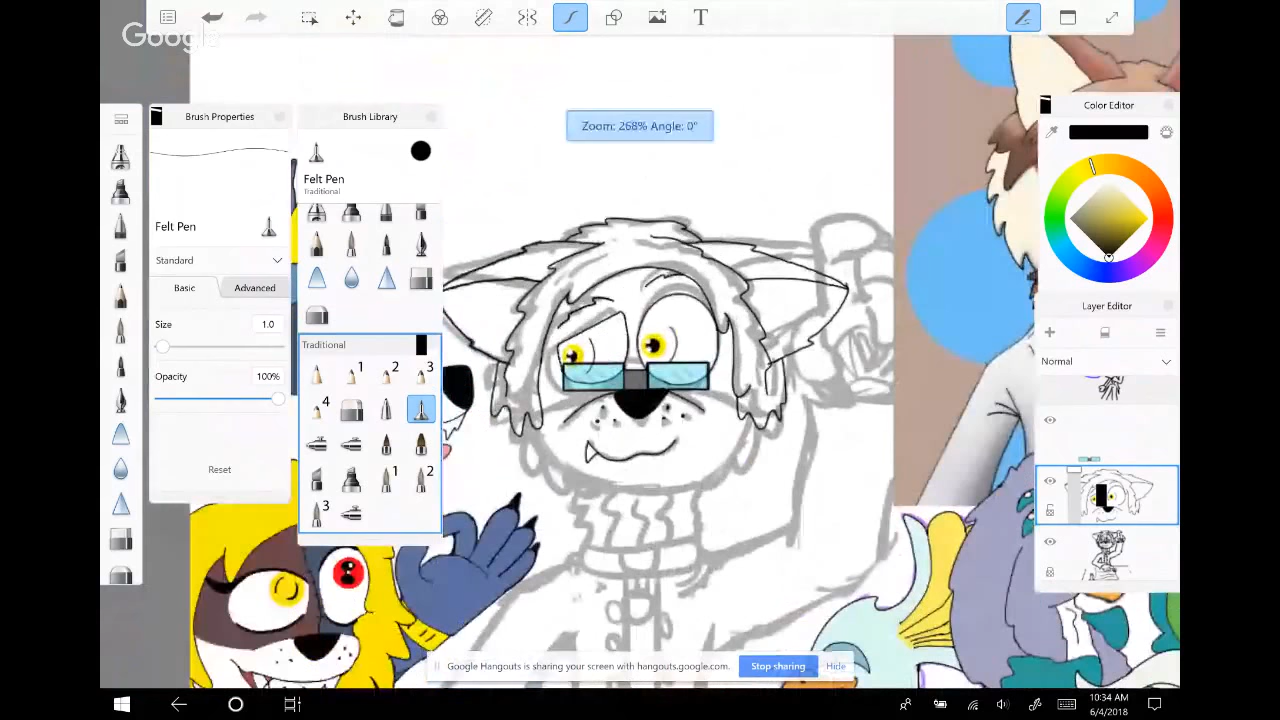 Google
Brush Properties
Brush Library
Color Editor
Zoom: 268% Angle: 0°
Felt Pen
Traditional
Felt Pen
Standard
Basic
Advanced
Size
1.0
Opacity
100%
Reset
Traditional
1
2
3
4
1
2
3
Layer Editor
Normal
Google Hangouts is sharing your screen with hangouts.google.com.
Stop sharing
Hide
10:34 AM
6/4/2018